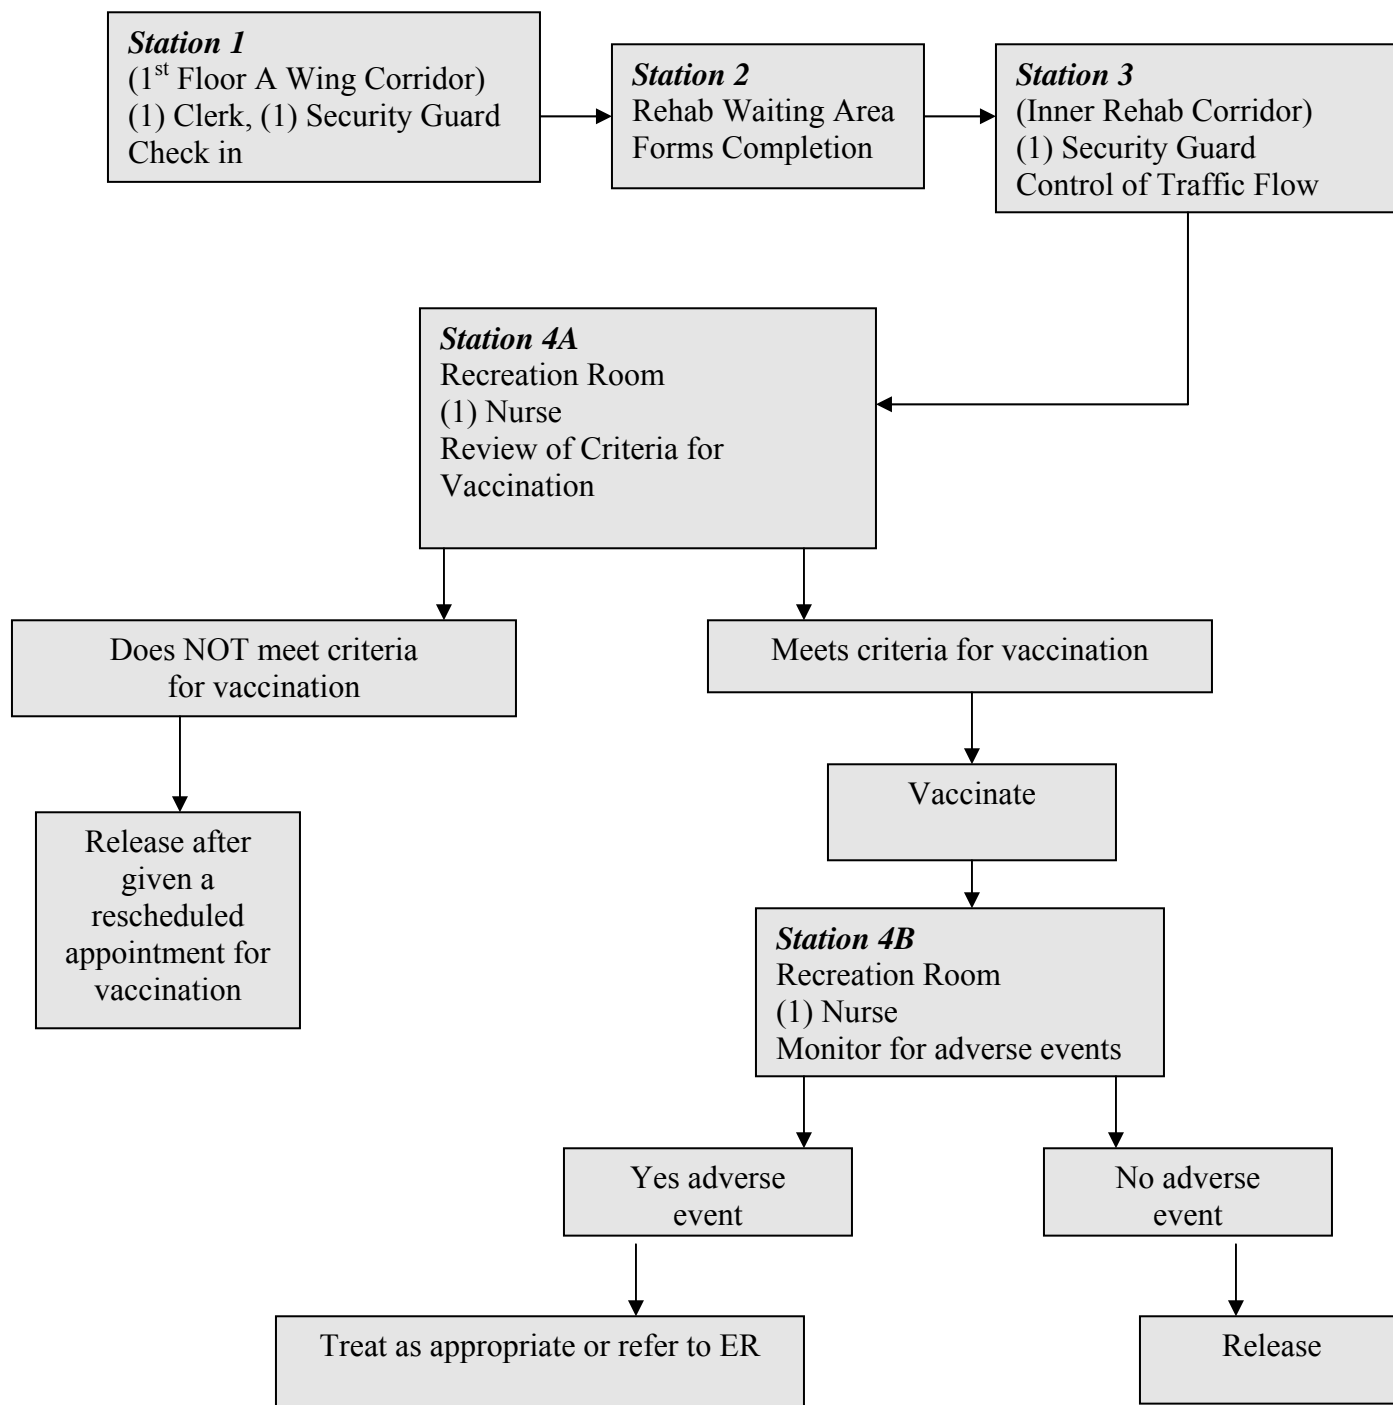 Station 1
(1st Floor A Wing Corridor)
(1) Clerk, (1) Security Guard
Check in
Station 2
Rehab Waiting Area
Forms Completion
Station 3
(Inner Rehab Corridor)
(1) Security Guard
Control of Traffic Flow
Station 4A
Recreation Room
(1) Nurse
Review of Criteria for
Vaccination
Does NOT meet criteria
for vaccination
Meets criteria for vaccination
Release after
given a
rescheduled
appointment for
vaccination
Vaccinate
Station 4B
Recreation Room
(1) Nurse
Monitor for adverse events
Yes adverse
event
No adverse
event
Treat as appropriate or refer to ER
Release